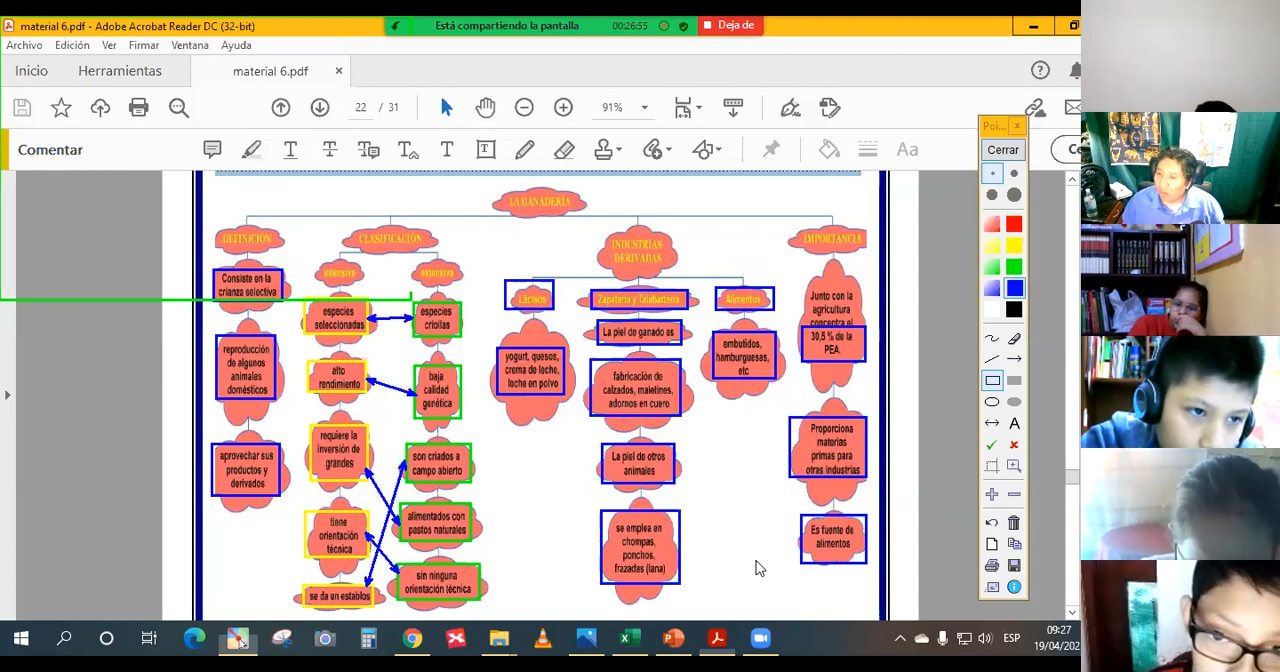 material 6.pdf - Adobe Acrobat Reader DC (32-bit)
Está compartiendo la pantalla
00:26:55
Deja de
Archivo Edición Ver Firmar Ventana Ayuda
Inicio Herramientas material 6.pdf ×
22 / 31
91%
Comentar
Aa
Cerrar
A
LA GANADERÍA
DEFINICIÓN
Consiste en la
crianza selectiva
reproducción
de algunos
animales
domésticos
aprovechar sus
productos y
derivados
CLASIFICACIÓN
intensiva
especies
seleccionadas
alto
rendimiento
requiere la
inversión de
grandes
tiene
orientación
técnica
se da un establos
extensiva
especies
criollas
baja
calidad
genética
son criados a
campo abierto
alimentados con
pastos naturales
sin ninguna
orientación técnica
INDUSTRIAS
DERIVADAS
Lácteos
yogurt, quesos,
crema de leche,
leche en polvo
Zapatería y Talabartería
La piel de ganado es
fabricación de
calzados, maletines,
adornos en cuero
La piel de otros
animales
se emplea en
chompas,
ponchos,
frazadas (lana)
Alimentos
embutidos,
hamburguesas,
etc
IMPORTANCIA
Junto con la
agricultura
concentra el
30,5 % de la
PEA.
Proporciona
materias
primas para
otras industrias
Es fuente de
alimentos
ESP
09:27
19/04/202